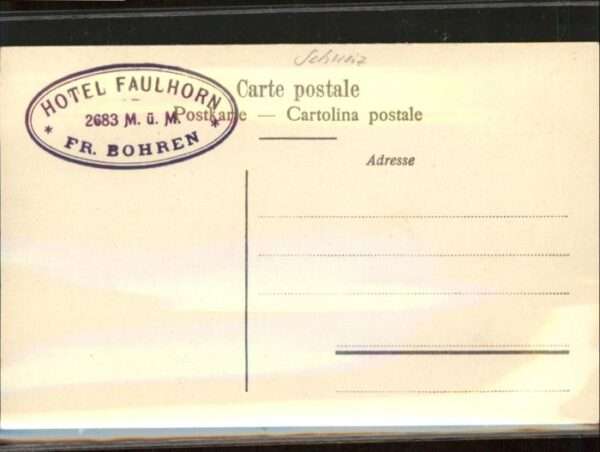 Schweiz
HOTEL FAULHORN
2683 M. ü. M.
* FR. BOHREN *
Carte postale
Postkarte — Cartolina postale
Adresse